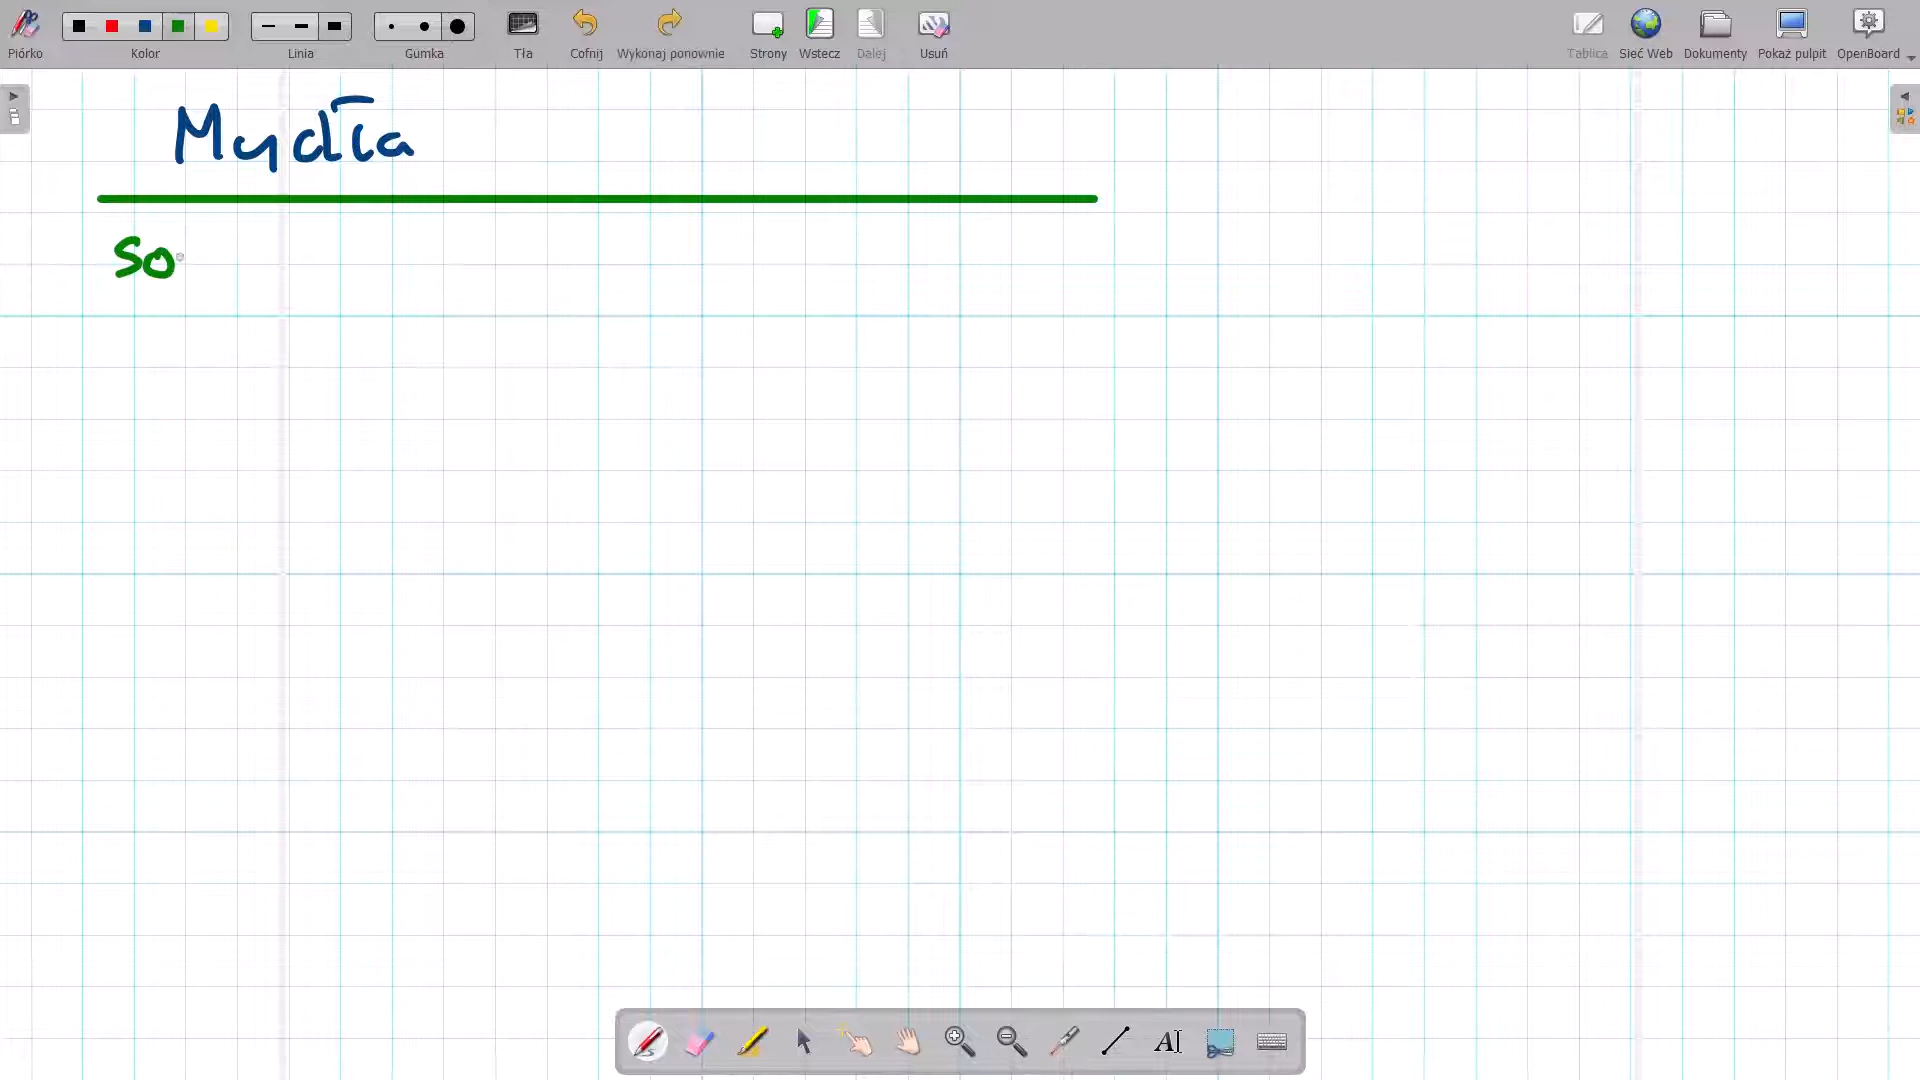 Piórko Kolor Linia Gumka Tła Cofnij Wykonaj ponownie Strony Wstecz Dalej Usuń Tablica Sieć Web Dokumenty Pokaż pulpit OpenBoard
Mydła
so
A